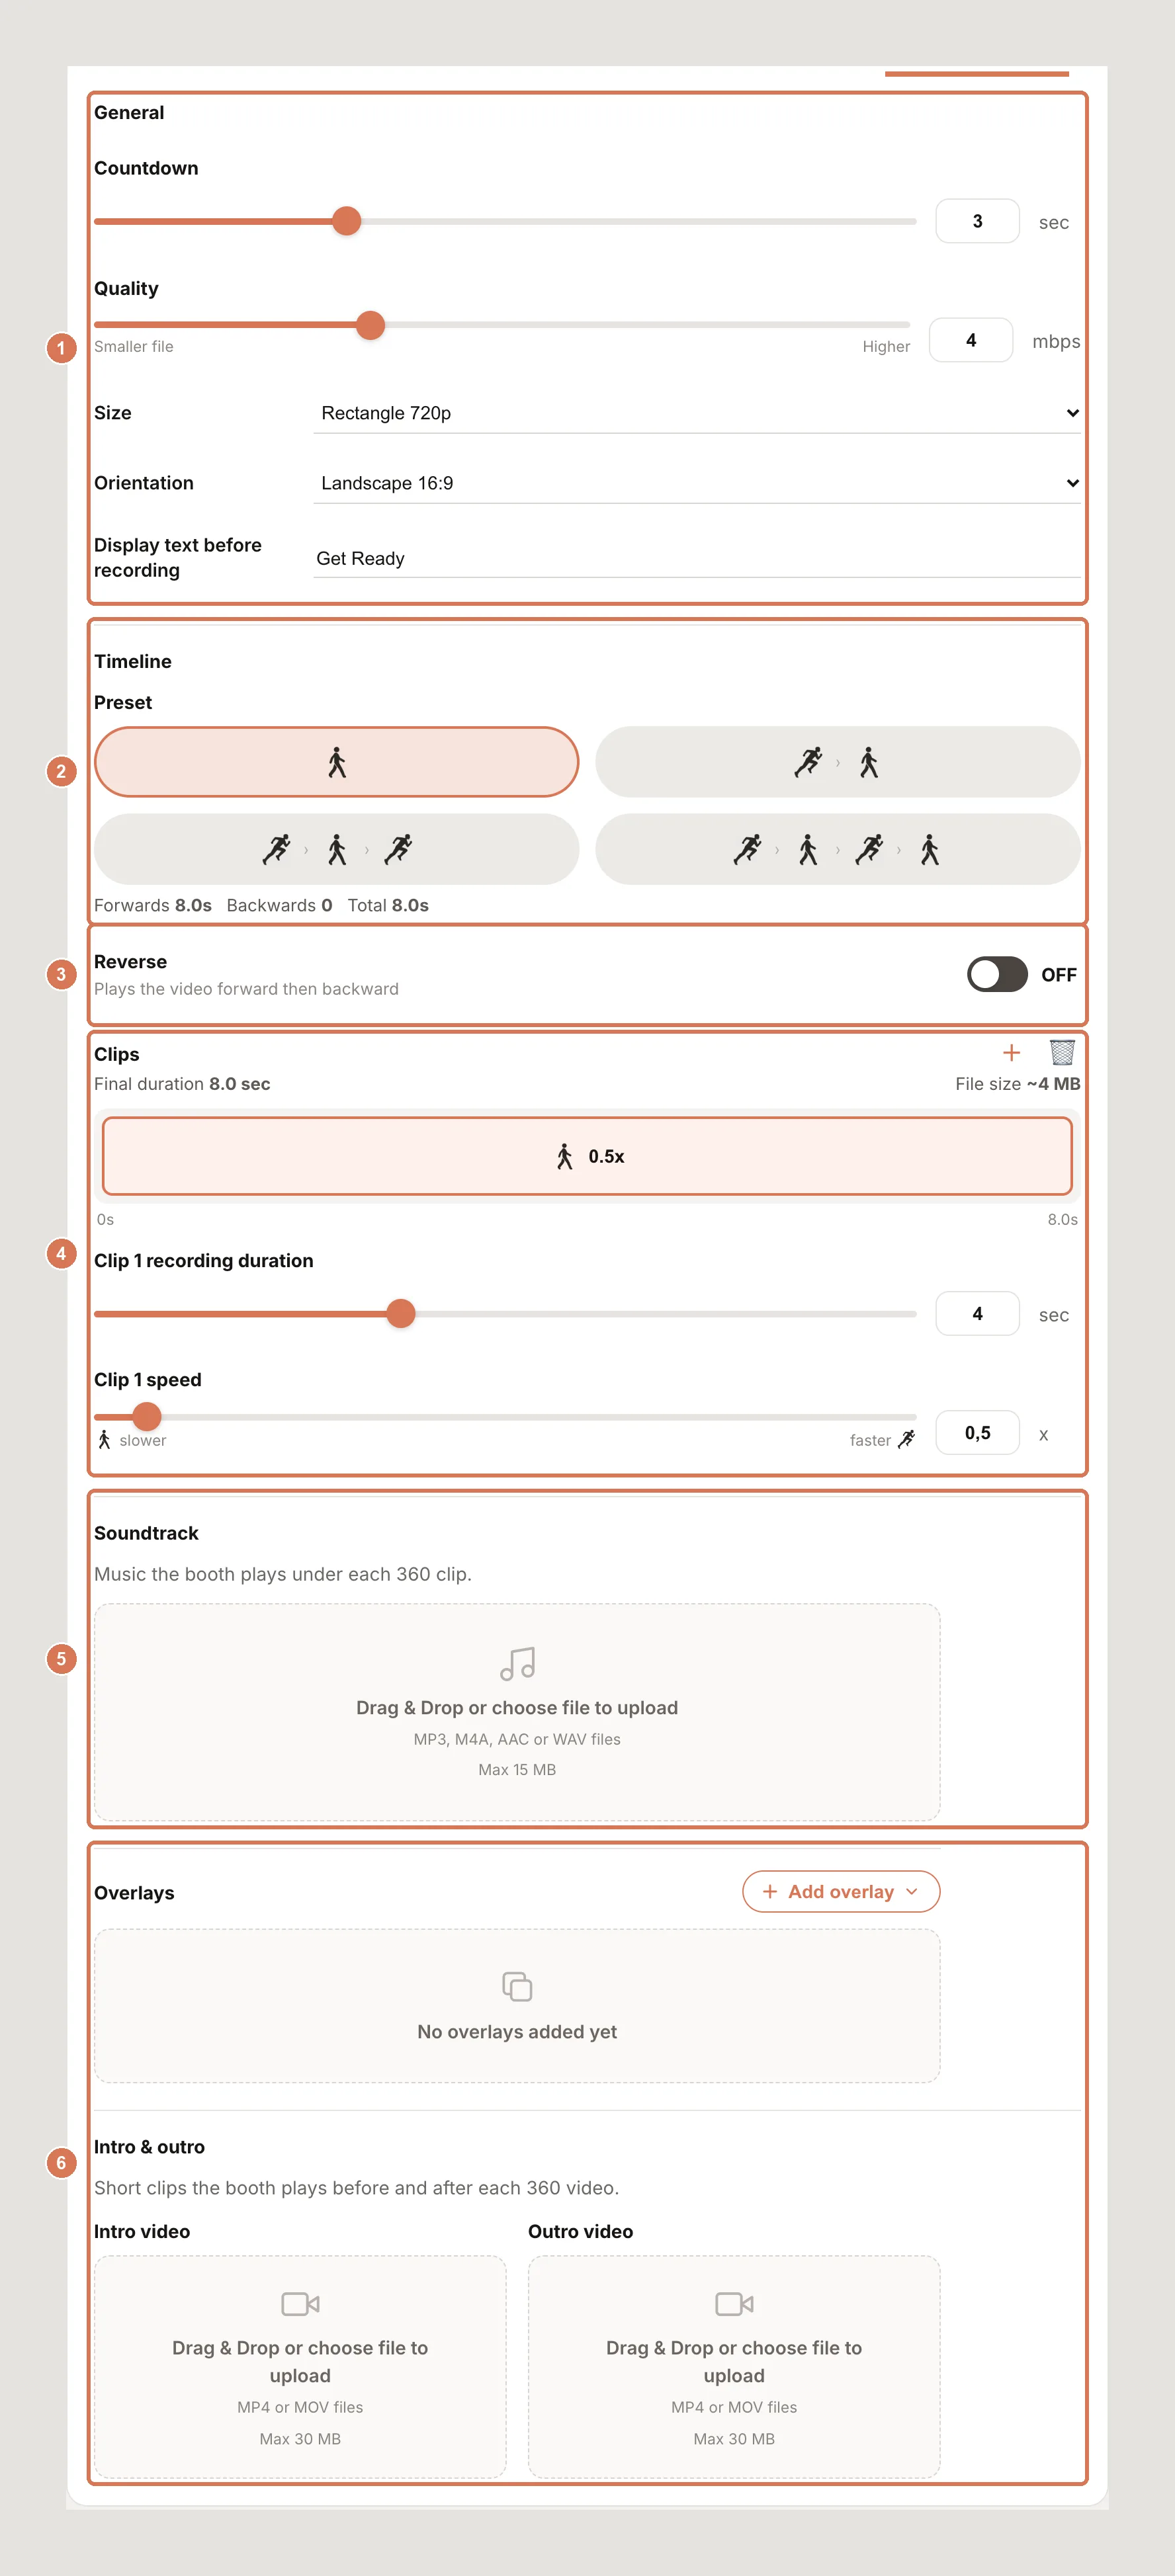 General
Countdown
3 sec
Quality
1
Smaller file
Higher
4 mbps
Size
Rectangle 720p
Orientation
Landscape 16:9
Display text before
recording
Get Ready
Timeline
Preset
2
Forwards 8.0s Backwards 0 Total 8.0s
3
Reverse
Plays the video forward then backward
OFF
Clips
Final duration 8.0 sec
File size ~4 MB
0.5x
0s
8.0s
4
Clip 1 recording duration
4 sec
Clip 1 speed
slower
faster
0,5 x
Soundtrack
Music the booth plays under each 360 clip.
5
Drag & Drop or choose file to upload
MP3, M4A, AAC or WAV files
Max 15 MB
Overlays
+ Add overlay
No overlays added yet
Intro & outro
6
Short clips the booth plays before and after each 360 video.
Intro video
Outro video
Drag & Drop or choose file to
upload
MP4 or MOV files
Max 30 MB
Drag & Drop or choose file to
upload
MP4 or MOV files
Max 30 MB